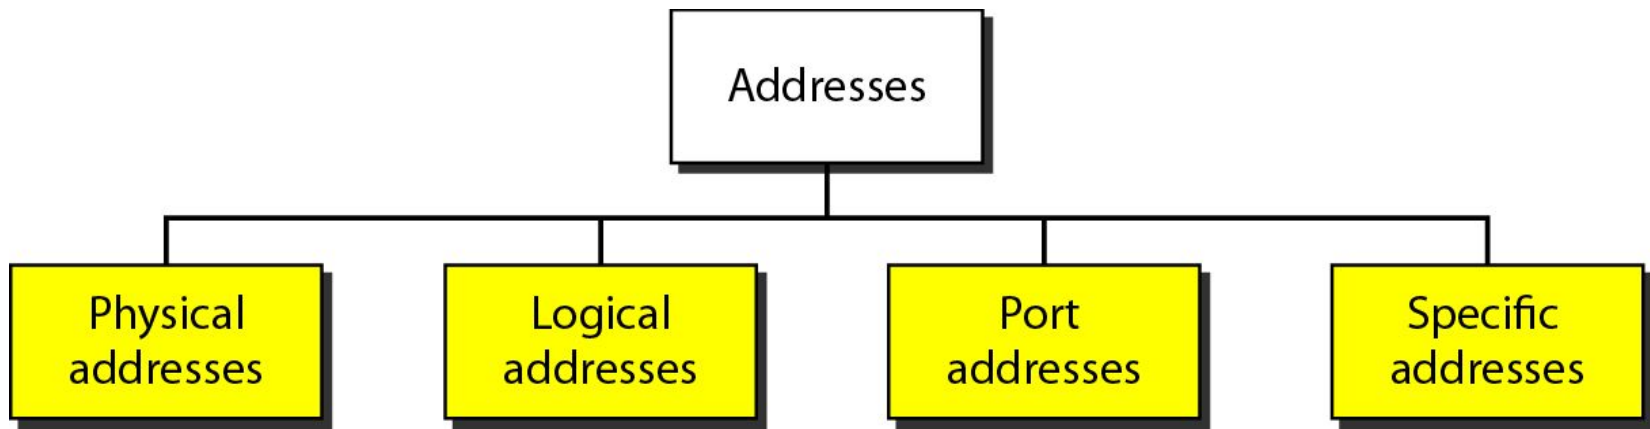 Addresses
Physical
addresses
Logical
addresses
Port
addresses
Specific
addresses